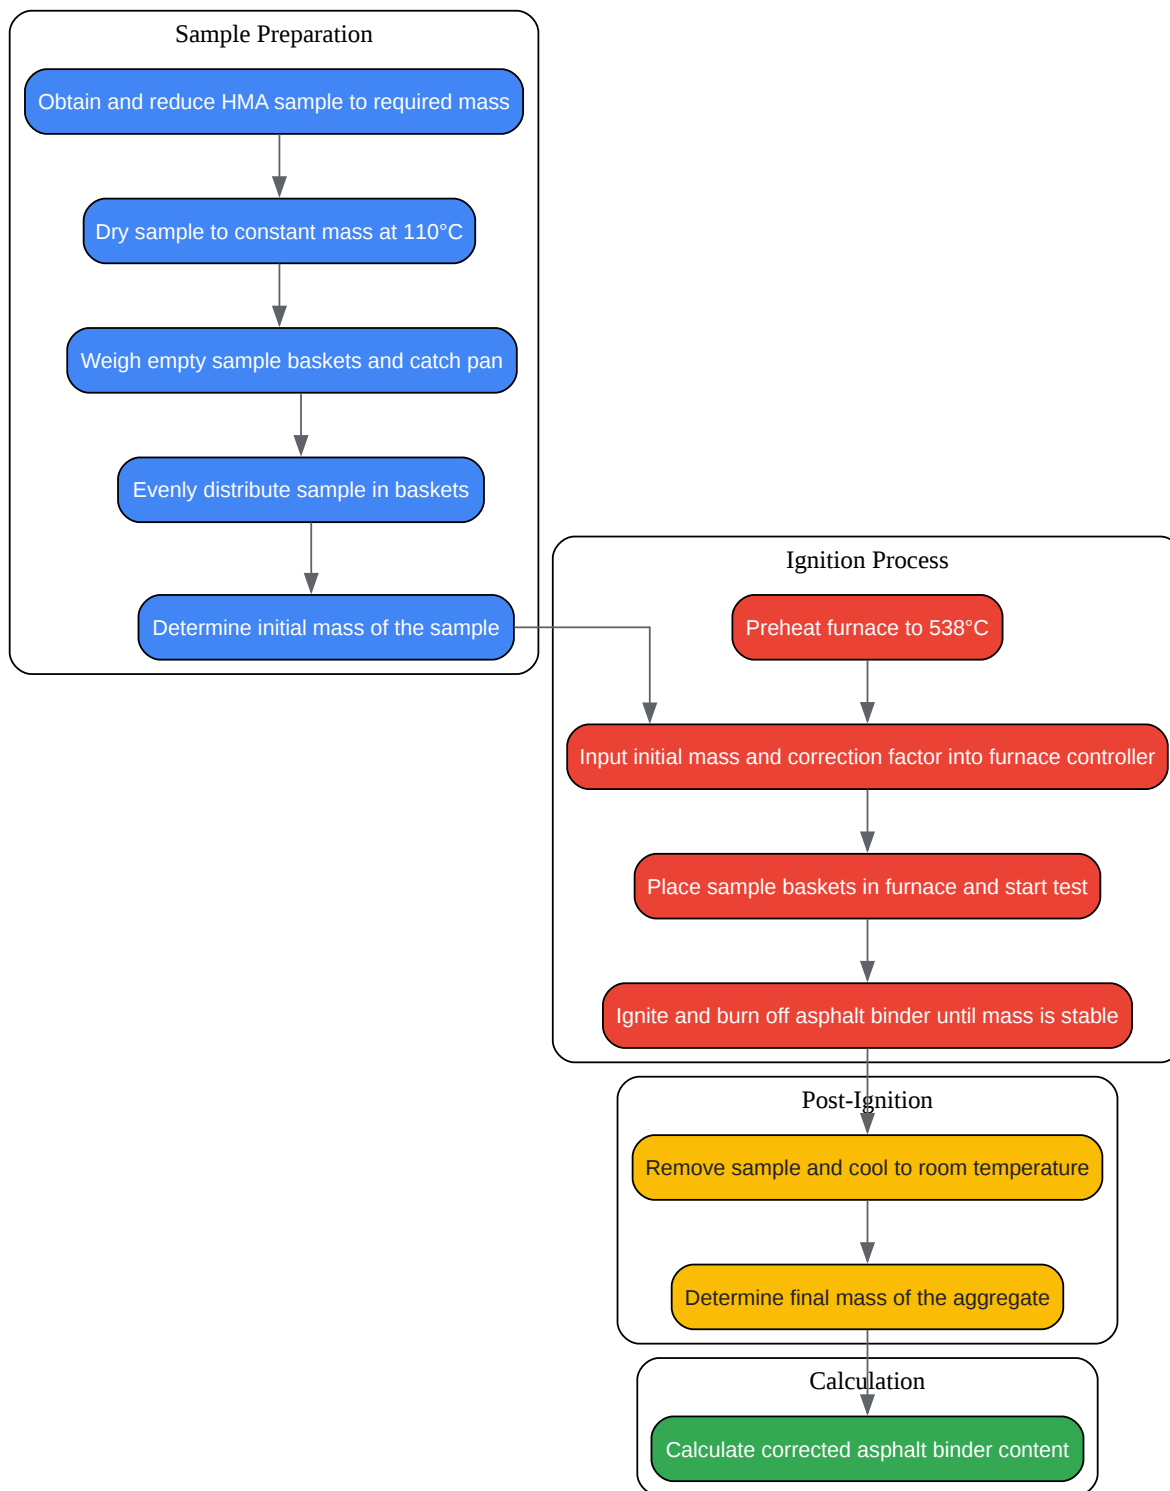 Sample Preparation
Obtain and reduce HMA sample to required mass
Dry sample to constant mass at 110°C
Weigh empty sample baskets and catch pan
Evenly distribute sample in baskets
Determine initial mass of the sample
Ignition Process
Preheat furnace to 538°C
Input initial mass and correction factor into furnace controller
Place sample baskets in furnace and start test
Ignite and burn off asphalt binder until mass is stable
Post-Ignition
Remove sample and cool to room temperature
Determine final mass of the aggregate
Calculation
Calculate corrected asphalt binder content